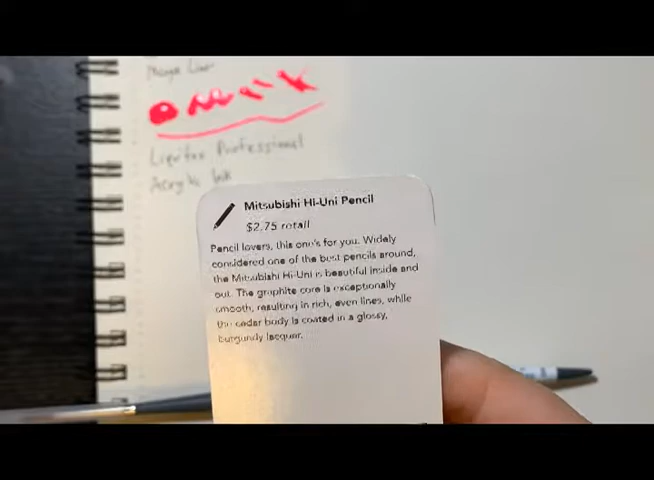 Manga Liner
Liquitex Professional
Acrylic Ink
Mitsubishi Hi-Uni Pencil
$2.75 retail
Pencil lovers, this one's for you. Widely
considered one of the best pencils around,
the Mitsubishi Hi-Uni is beautiful inside and
out. The graphite core is exceptionally
smooth, resulting in rich, even lines, while
the cedar body is coated in a glossy,
burgundy lacquer.